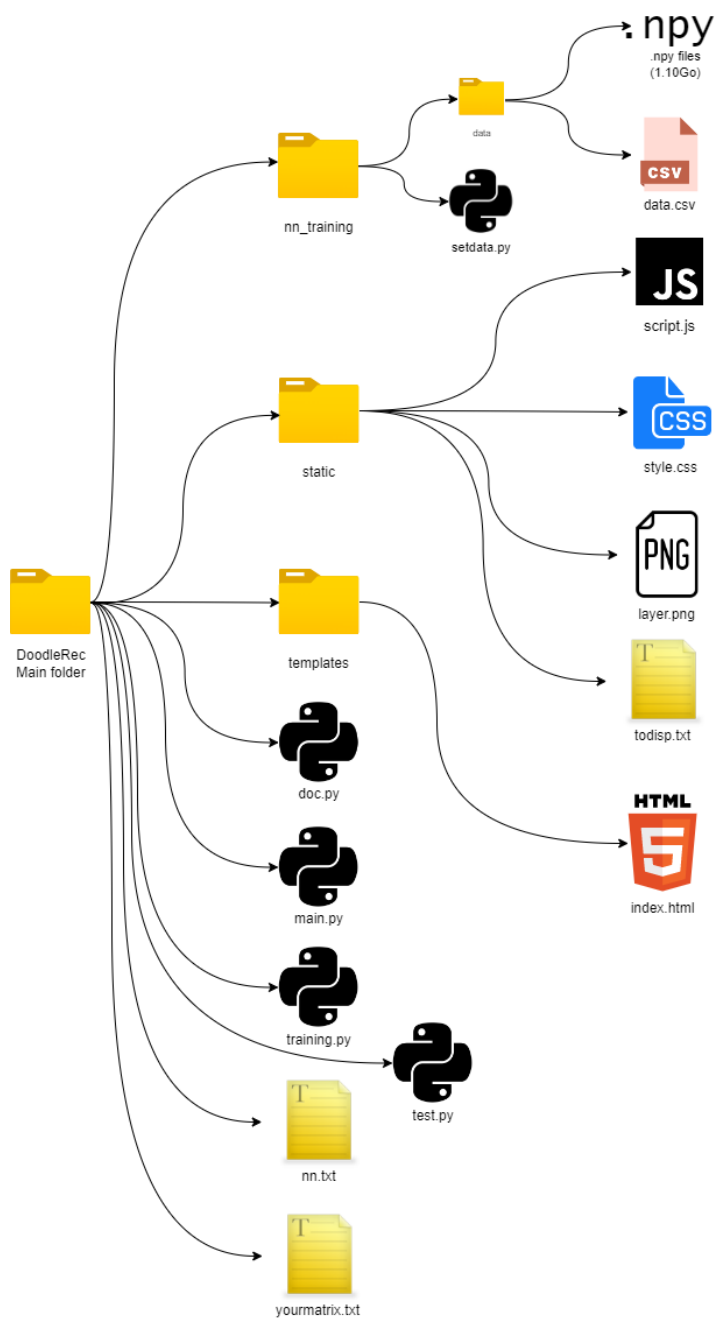 .npy
.npy files
(1.10Go)
data
CSV
data.csv
nn_training
setdata.py
JS
script.js
CSS
style.css
static
PNG
layer.png
DoodleRec
Main folder
templates
T
todisp.txt
doc.py
HTML
5
index.html
main.py
training.py
test.py
T
nn.txt
T
yourmatrix.txt